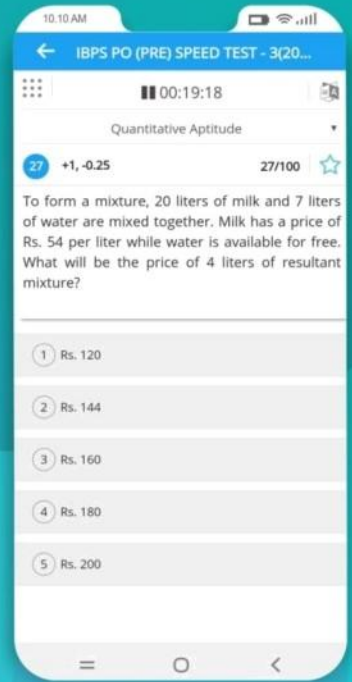 10.10 AM
IBPS PO (PRE) SPEED TEST - 3(20...
00:19:18
Quantitative Aptitude
27 +1, -0.25 27/100
To form a mixture, 20 liters of milk and 7 liters
of water are mixed together. Milk has a price of
Rs. 54 per liter while water is available for free.
What will be the price of 4 liters of resultant
mixture?
1 Rs. 120
2 Rs. 144
3 Rs. 160
4 Rs. 180
5 Rs. 200